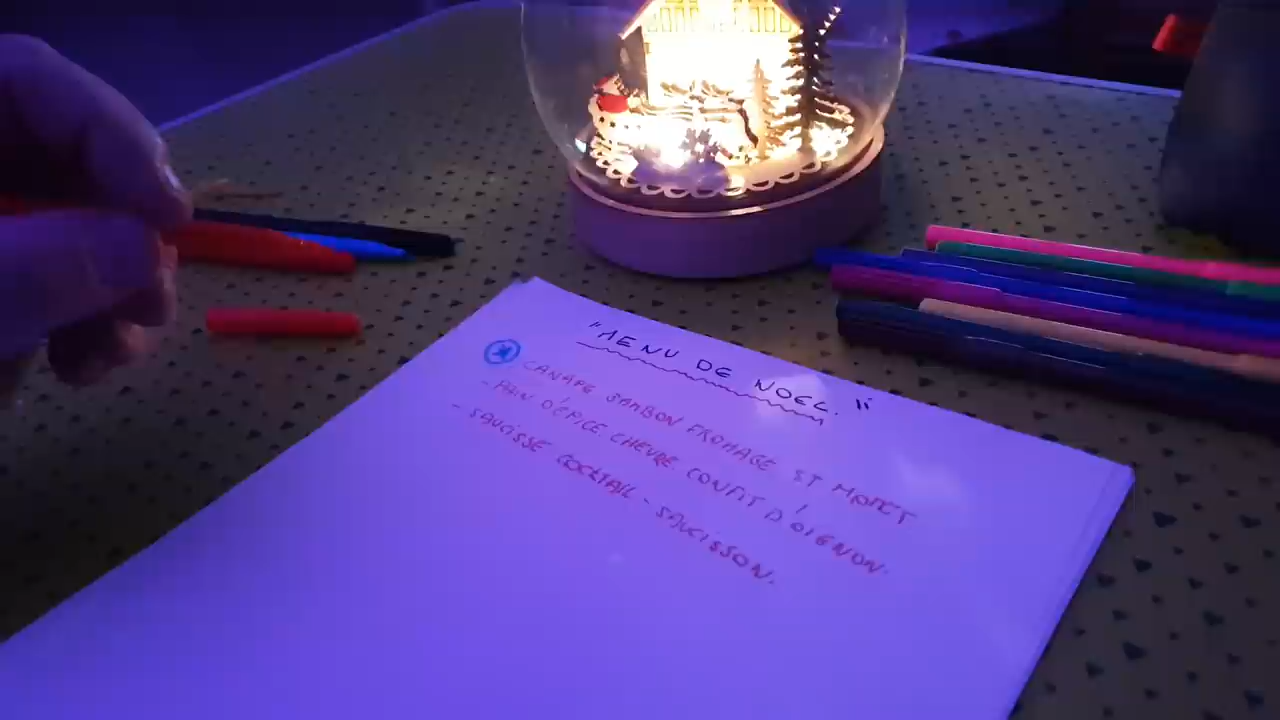 "MENU DE NOEL."
CANAPE JAMBON FROMAGE ST MORET
- PAIN D'EPICE CHEVRE CONFIT D'OIGNON.
- SAUCISSE COCKTAIL - SAUCISSON.